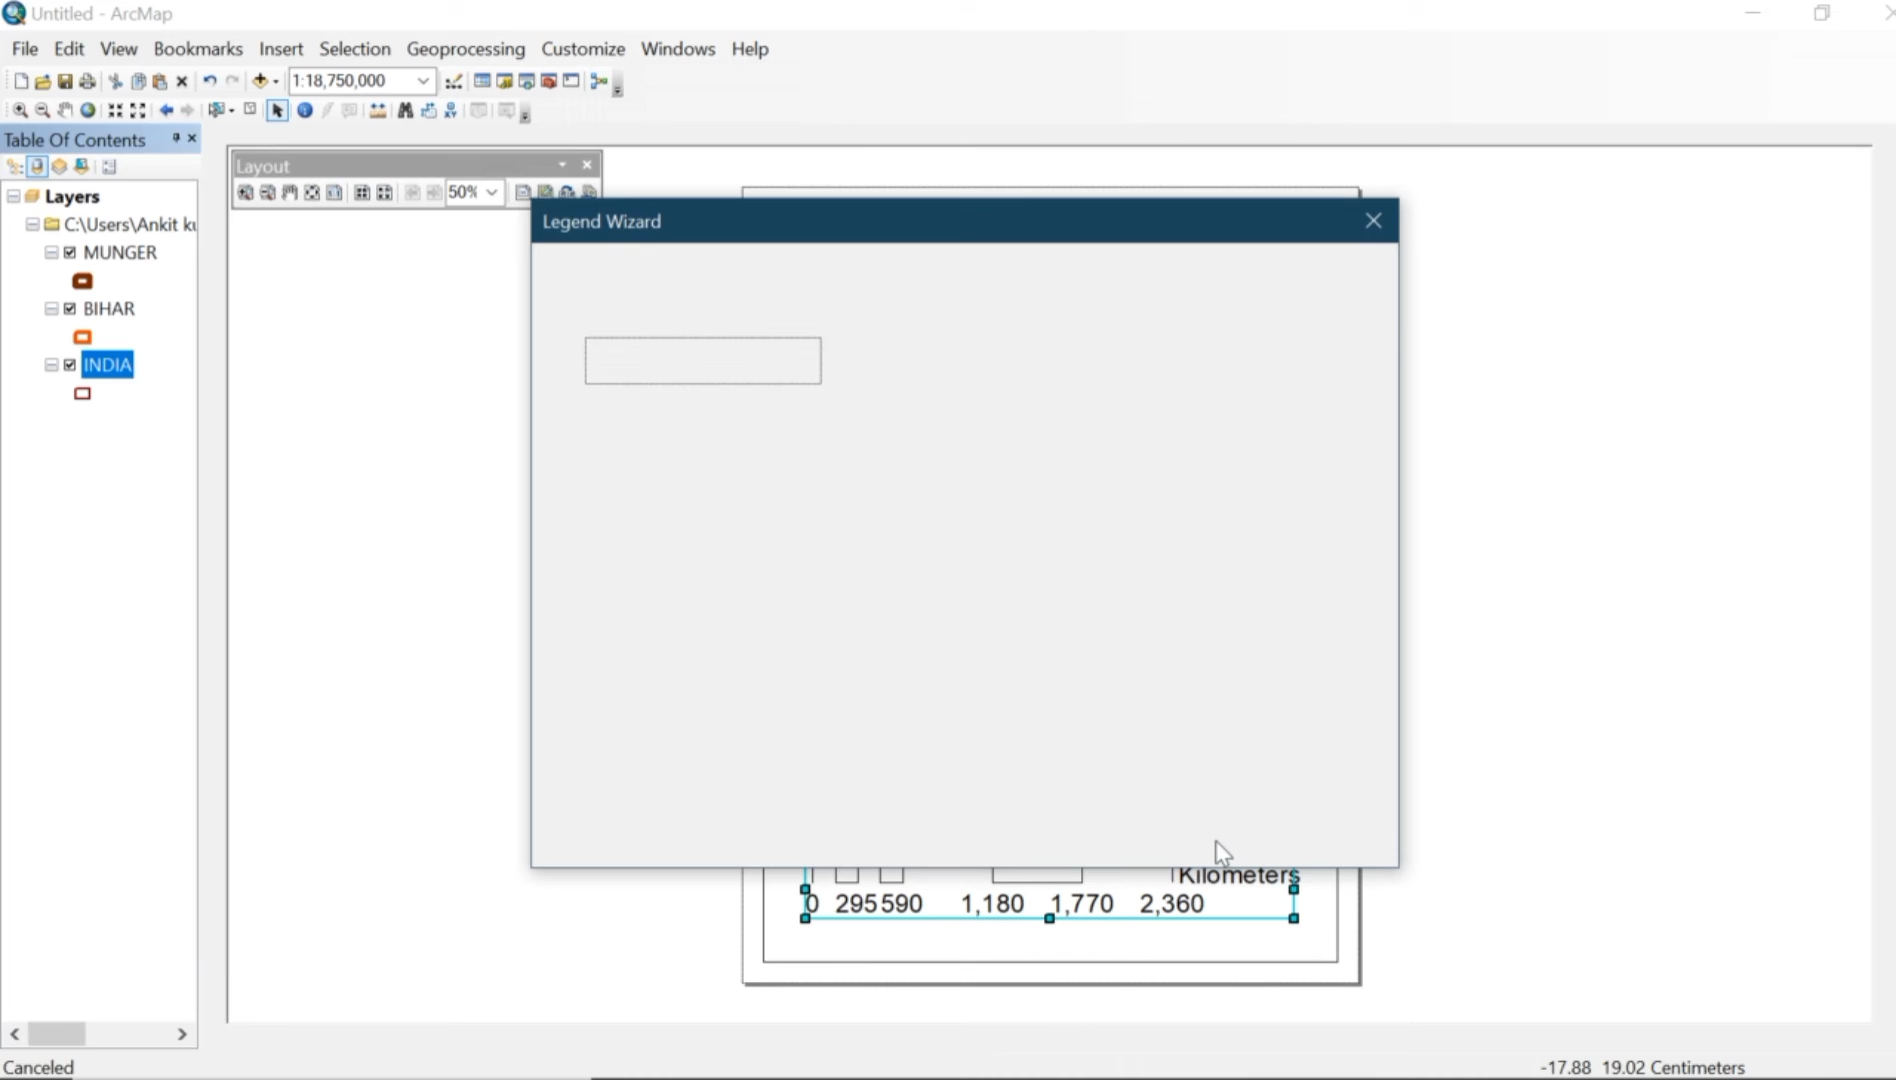 Untitled - ArcMap
File Edit View Bookmarks Insert Selection Geoprocessing Customize Windows Help
1:18,750,000
Table Of Contents
Layers
C:\Users\Ankit ku
MUNGER
BIHAR
INDIA
Layout
50%
Legend Wizard
Kilometers
0 295 590 1,180 1,770 2,360
Canceled
-17.88 19.02 Centimeters